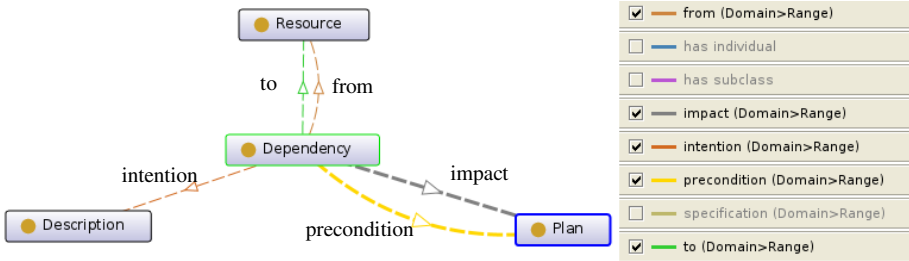 Resource
to
from
Dependency
intention
impact
Description
precondition
Plan
from (Domain>Range)
has individual
has subclass
impact (Domain>Range)
intention (Domain>Range)
precondition (Domain>Range)
specification (Domain>Range)
to (Domain>Range)